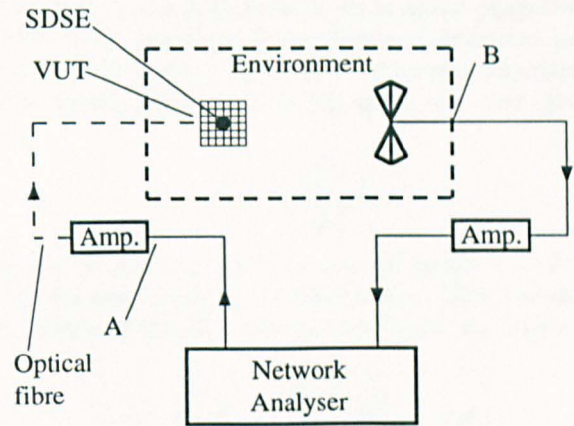 SDSE
VUT
Environment
B
Amp.
Amp.
A
Optical
fibre
Network
Analyser